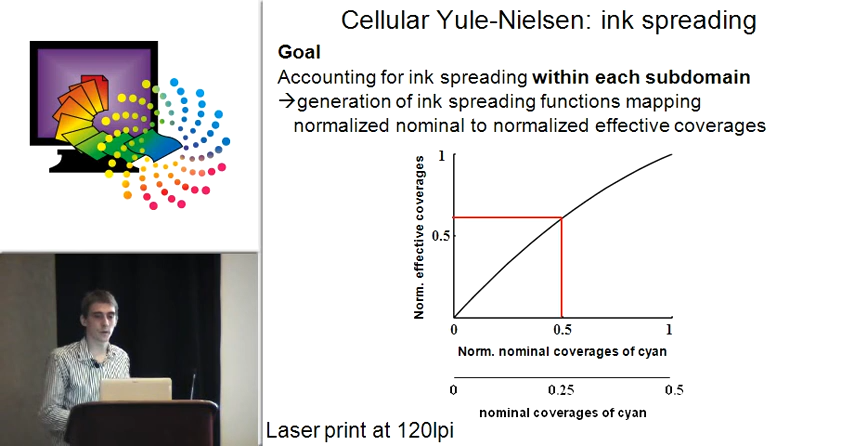 Cellular Yule-Nielsen: ink spreading
Goal
Accounting for ink spreading within each subdomain
→generation of ink spreading functions mapping
normalized nominal to normalized effective coverages
Norm. effective coverages
1
0.5
0 0.5 1
Norm. nominal coverages of cyan
0 0.25 0.5
nominal coverages of cyan
Laser print at 120lpi